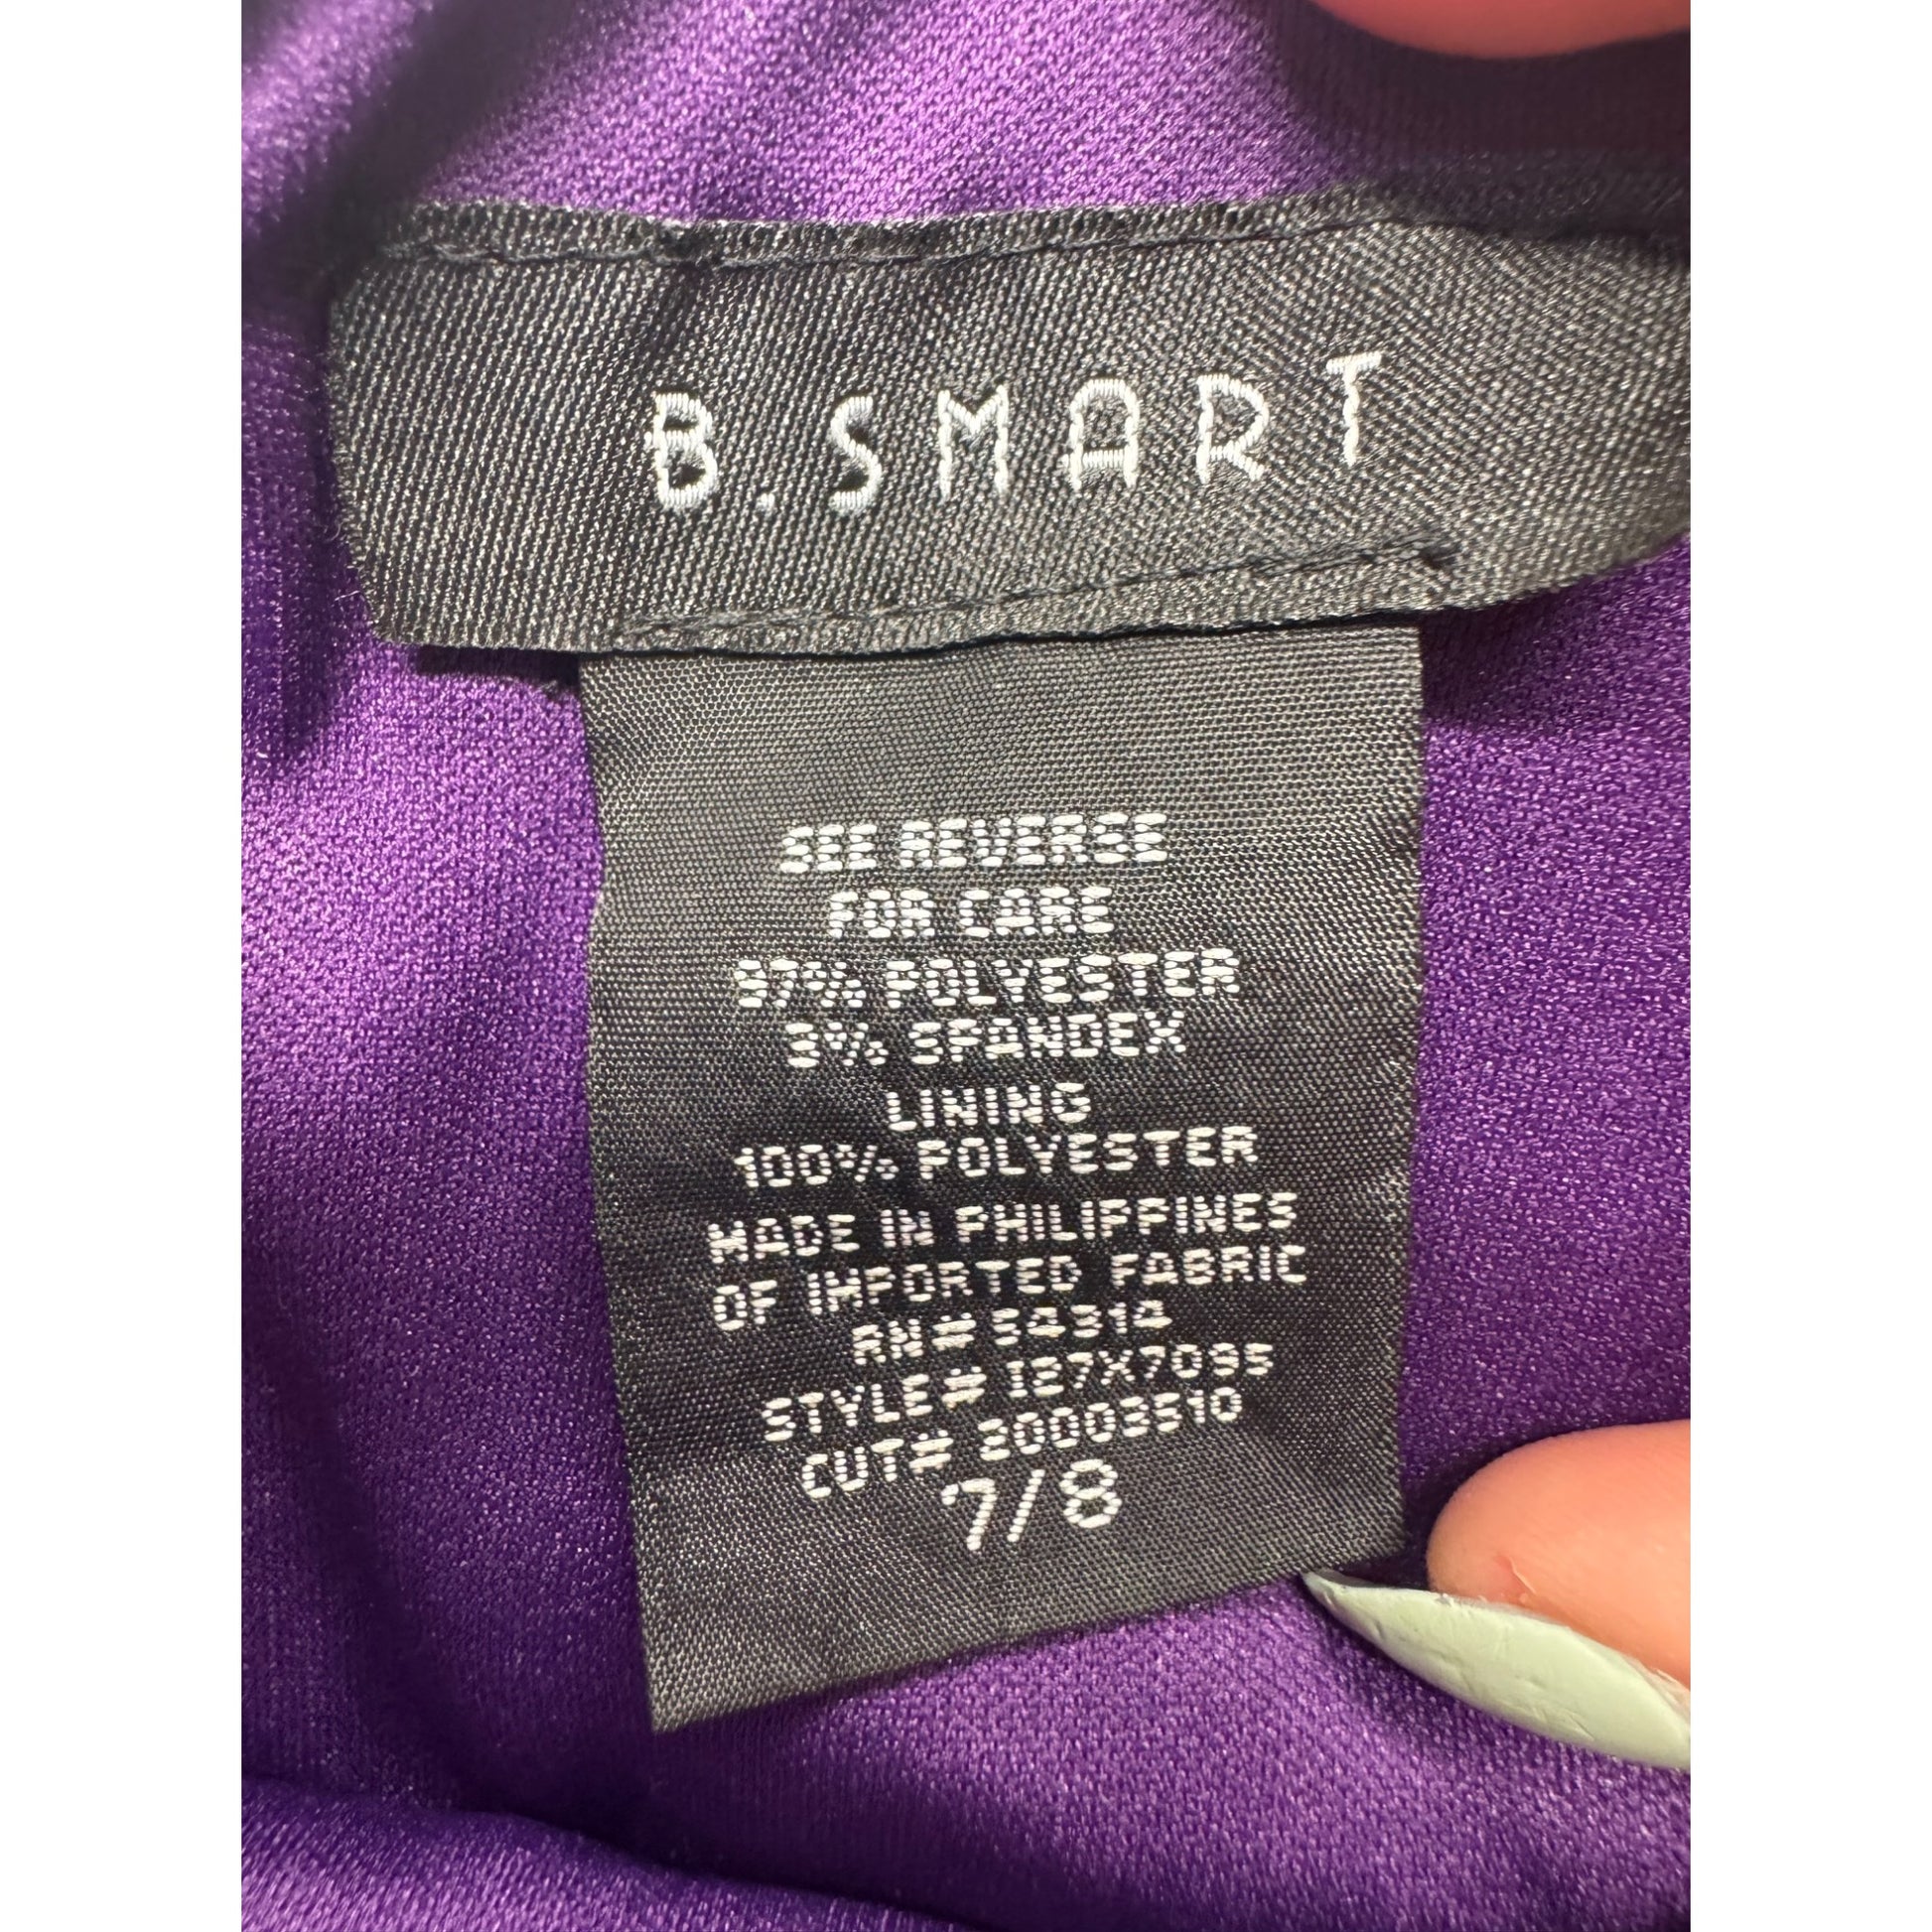 B.SMART
SEE REVERSE
FOR CARE
97% POLYESTER
3% SPANDEX
LINING
100% POLYESTER
MADE IN PHILIPPINES
OF IMPORTED FABRIC
RN# 54314
STYLE# I27X7095
CUT# 20003510
7/8